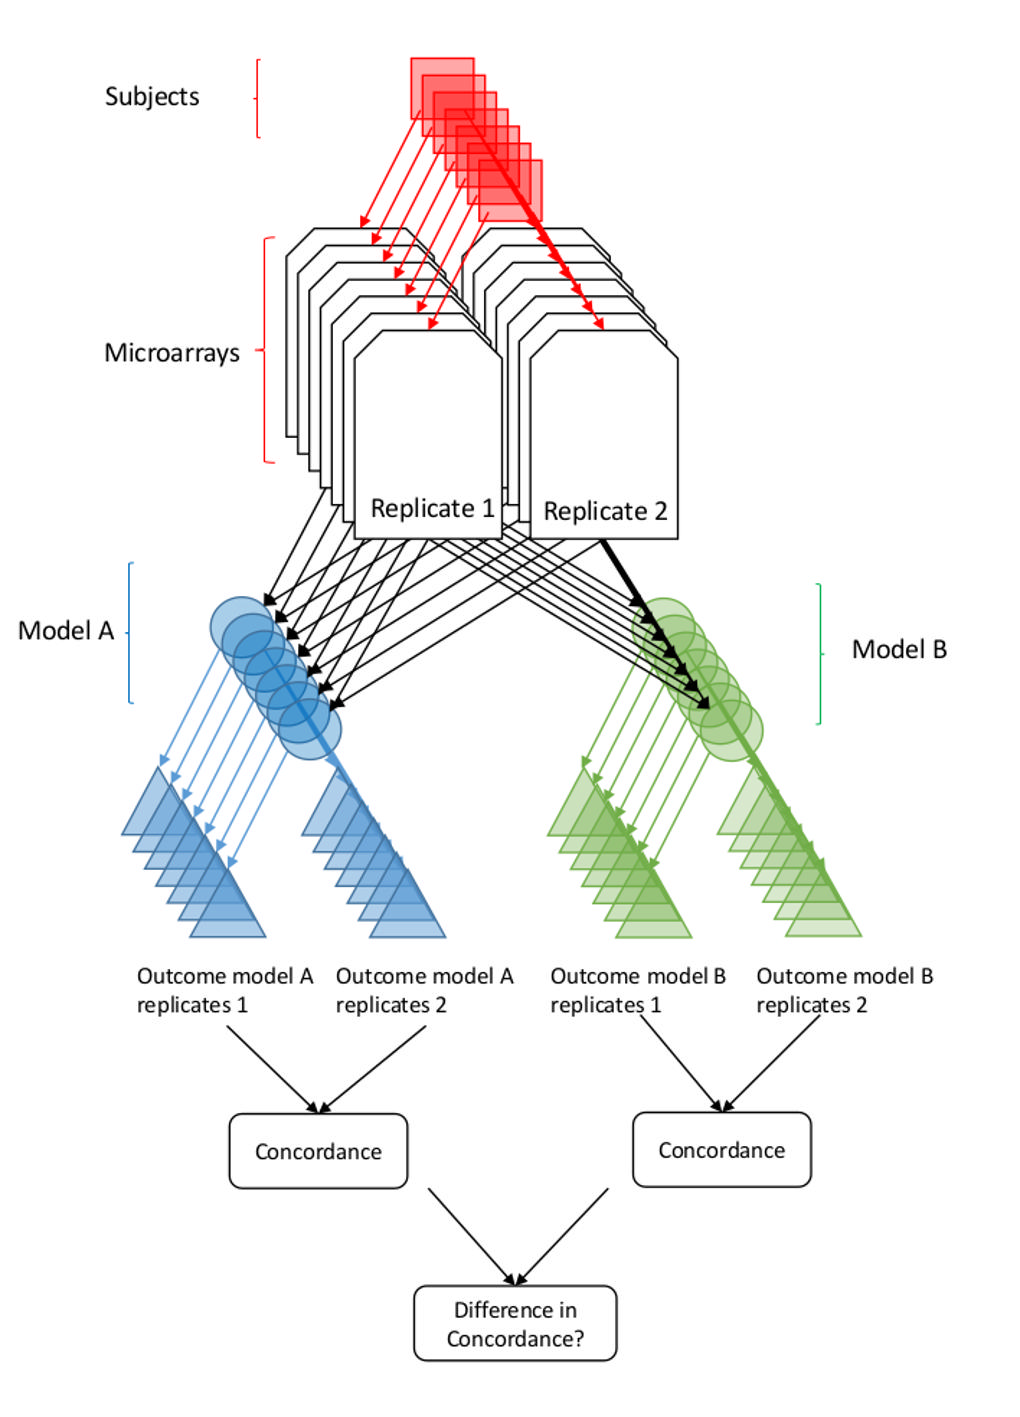 Subjects
Microarrays
Replicate 1
Replicate 2
Model A
Model B
Outcome model A
replicates 1
Outcome model A
replicates 2
Outcome model B
replicates 1
Outcome model B
replicates 2
Concordance
Concordance
Difference in
Concordance?